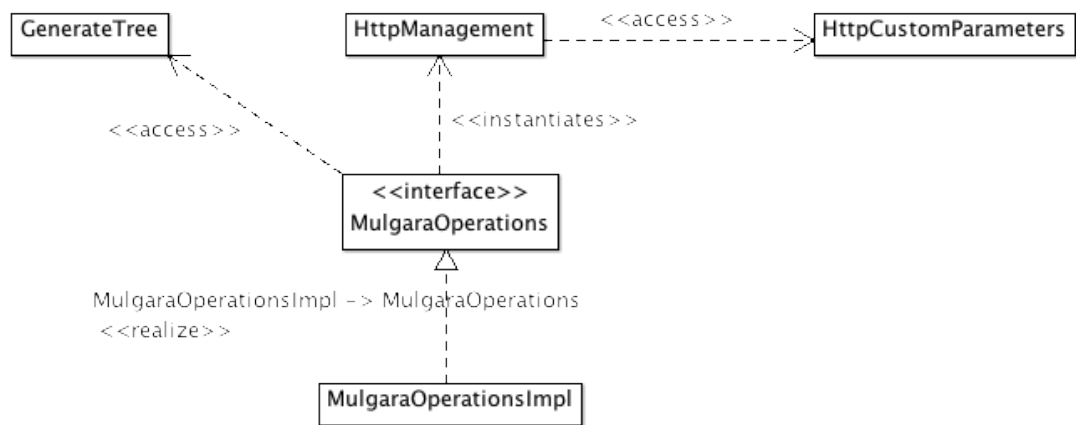 <<access>>
GenerateTree
HttpManagement
HttpCustomParameters
<<access>>
<<instantiates>>
<<interface>>
MulgaraOperations
MulgaraOperationsImpl -> MulgaraOperations
<<realize>>
MulgaraOperationsImpl